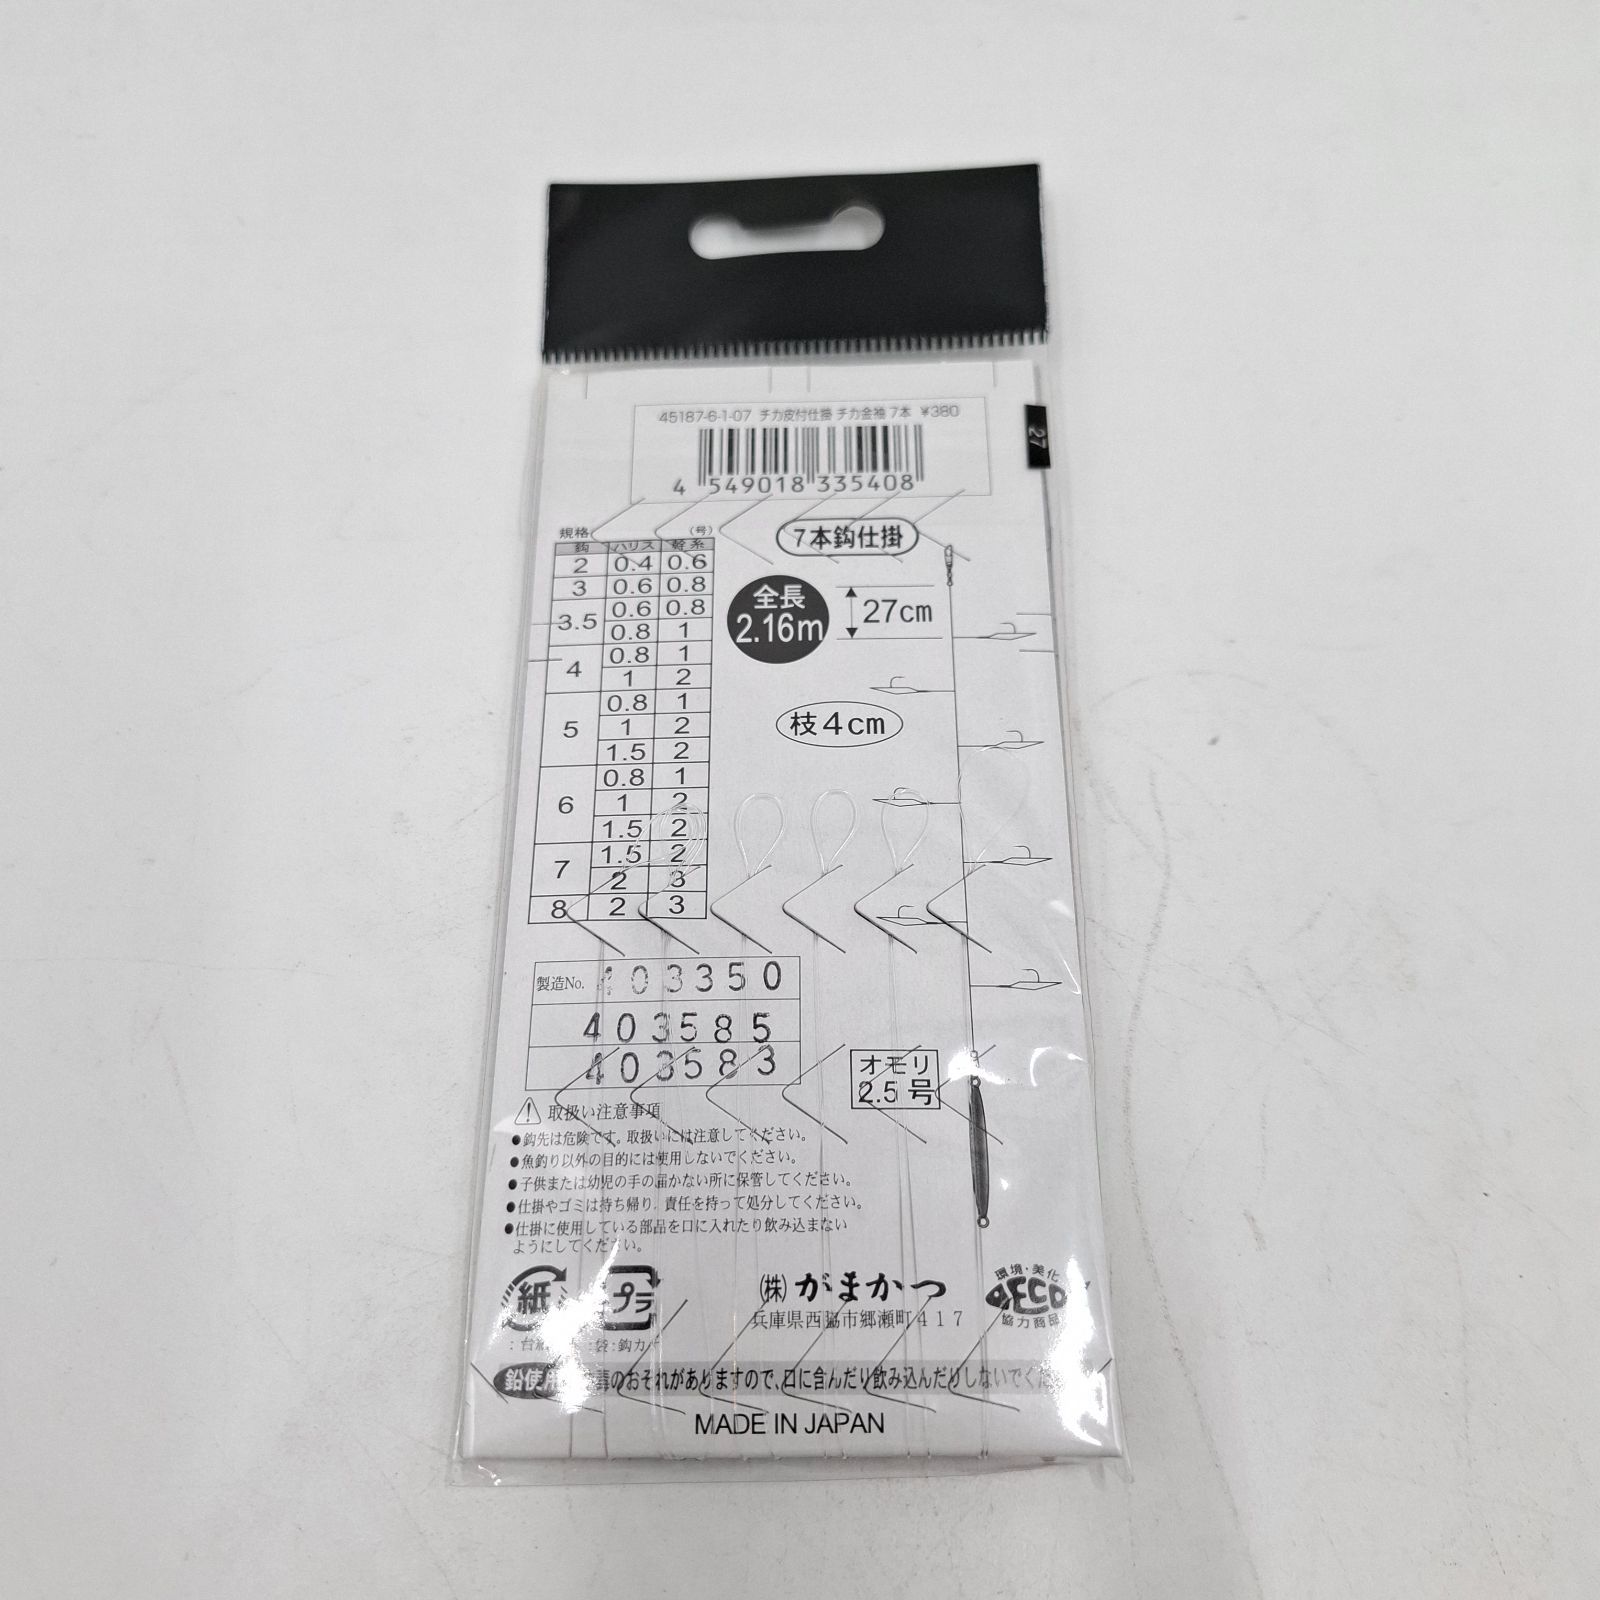 45187-6-1-07 チカ皮付仕掛 チカ金袖 7本 ¥380
4 549018 335408
27
規格 (号)
鈎 ハリス 幹糸
2 0.4 0.6
3 0.6 0.8
3.5 0.6 0.8
0.8 1
4 0.8 1
1 2
5 0.8 1
1 2
1.5 2
6 0.8 1
1 2
1.5 2
7 1.5 2
2 3
8 2 3
7本鈎仕掛
全長
2.16m
27cm
枝4cm
製造No. 403350
403585
403583
オモリ
2.5号
取扱い注意事項
●鈎先は危険です。取扱いには注意してください。
●魚釣り以外の目的には使用しないでください。
●子供または幼児の手の届かない所に保管してください。
●仕掛やゴミは持ち帰り、責任を持って処分してください。
●仕掛に使用している部品を口に入れたり飲み込まない
ようにしてください。
紙
プラ
:台紙
袋:鈎カ
㈱がまかつ
兵庫県西脇市郷瀬町417
環境・美化
ECO
協力商品
鉛使用 毒のおそれがありますので、口に含んだり飲み込んだりしないでくだ
MADE IN JAPAN